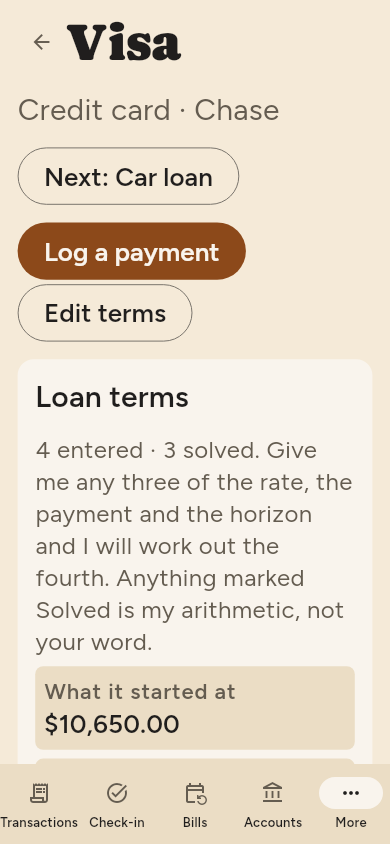 Visa
Credit card · Chase
Next: Car loan
Log a payment
Edit terms
Loan terms
4 entered · 3 solved. Give
me any three of the rate, the
payment and the horizon
and I will work out the
fourth. Anything marked
Solved is my arithmetic, not
your word.
What it started at
$10,650.00
Transactions
Check-in
Bills
Accounts
More